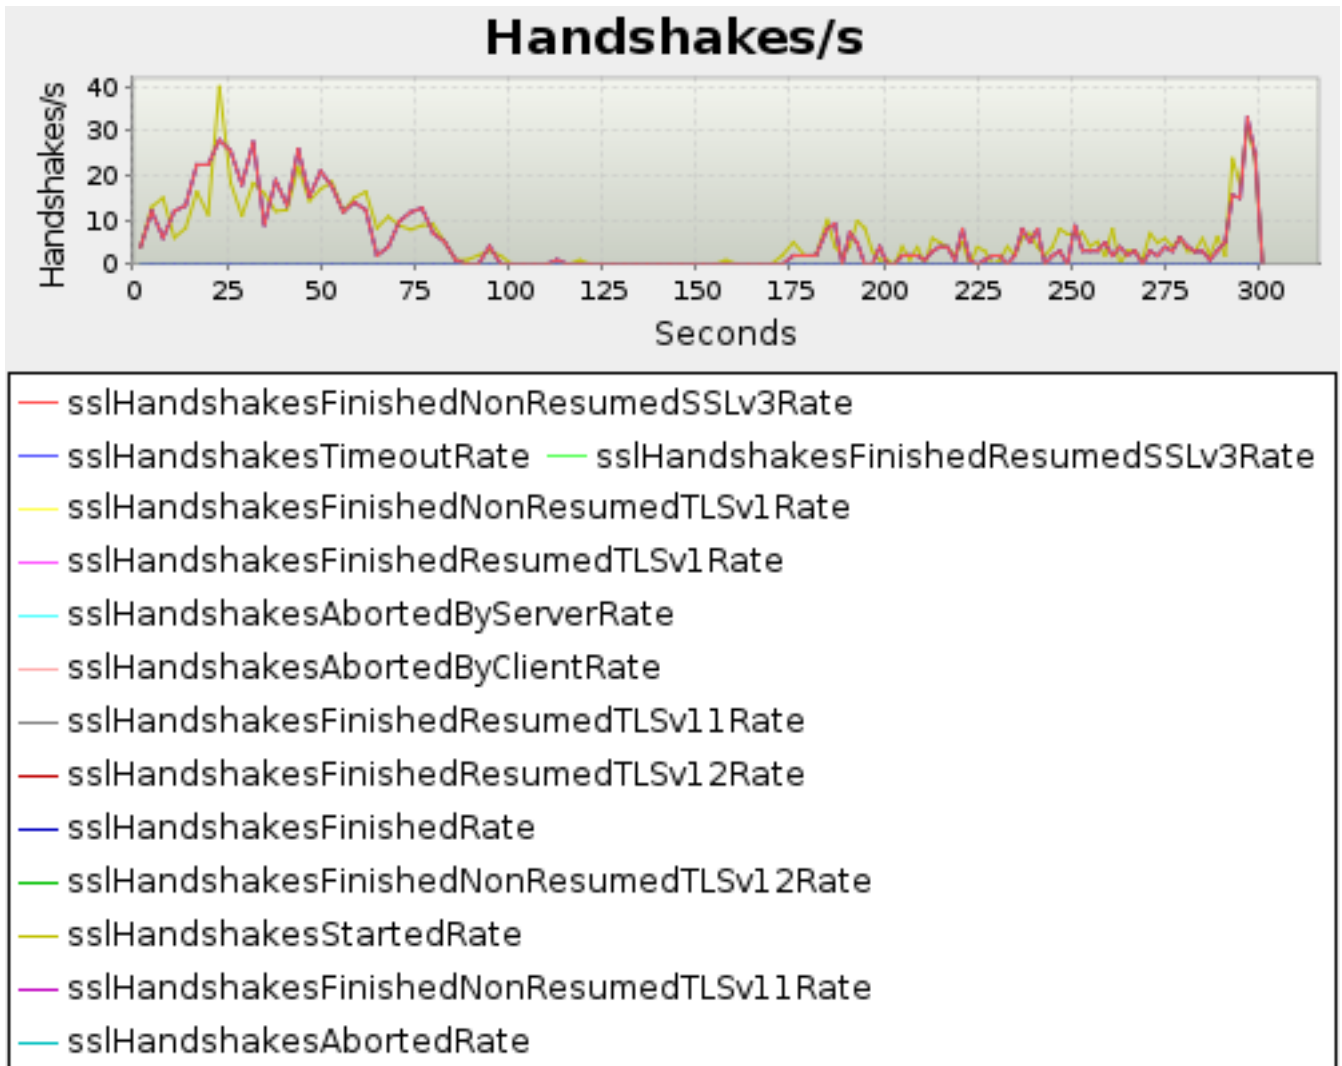 Handshakes/s
Handshakes/s
40
30
20
10
0
0 25 50 75 100 125 150 175 200 225 250 275 300
Seconds
sslHandshakesFinishedNonResumedSSLv3Rate
sslHandshakesTimeoutRate sslHandshakesFinishedResumedSSLv3Rate
sslHandshakesFinishedNonResumedTLSv1Rate
sslHandshakesFinishedResumedTLSv1Rate
sslHandshakesAbortedByServerRate
sslHandshakesAbortedByClientRate
sslHandshakesFinishedResumedTLSv11Rate
sslHandshakesFinishedResumedTLSv12Rate
sslHandshakesFinishedRate
sslHandshakesFinishedNonResumedTLSv12Rate
sslHandshakesStartedRate
sslHandshakesFinishedNonResumedTLSv11Rate
sslHandshakesAbortedRate